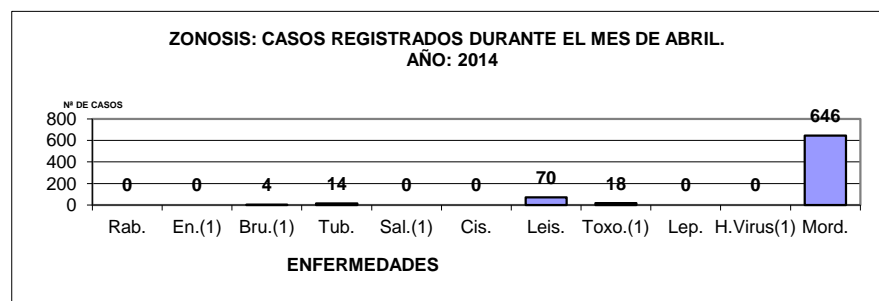 ZONOSIS: CASOS REGISTRADOS DURANTE EL MES DE ABRIL.
AÑO: 2014
Nª DE CASOS
800
600
400
200
0
0 0 4 14 0 0 70 18 0 0 646
Rab. En.(1) Bru.(1) Tub. Sal.(1) Cis. Leis. Toxo.(1) Lep. H.Virus(1) Mord.
ENFERMEDADES